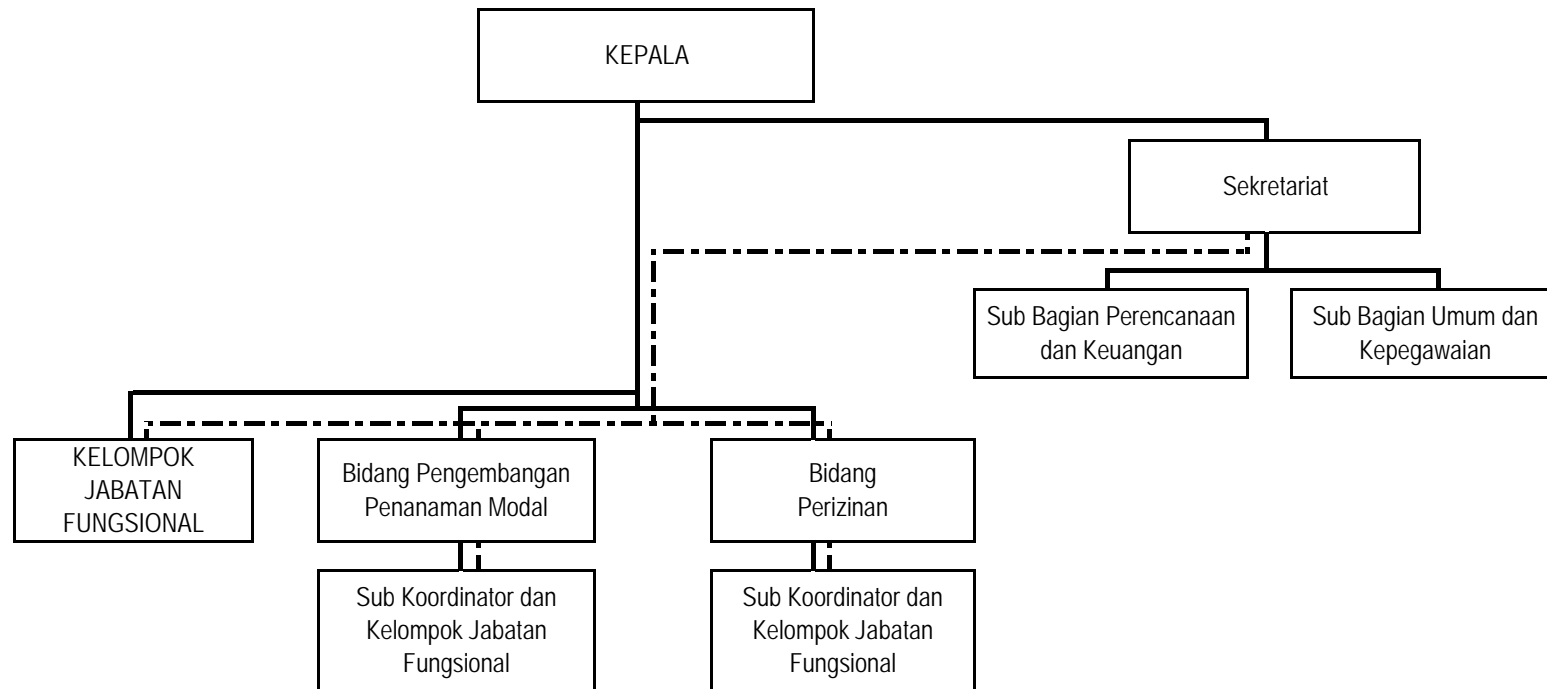 KEPALA
Sekretariat
Sub Bagian Perencanaan
dan Keuangan
Sub Bagian Umum dan
Kepegawaian
KELOMPOK
JABATAN
FUNGSIONAL
Bidang Pengembangan
Penanaman Modal
Bidang
Perizinan
Sub Koordinator dan
Kelompok Jabatan
Fungsional
Sub Koordinator dan
Kelompok Jabatan
Fungsional